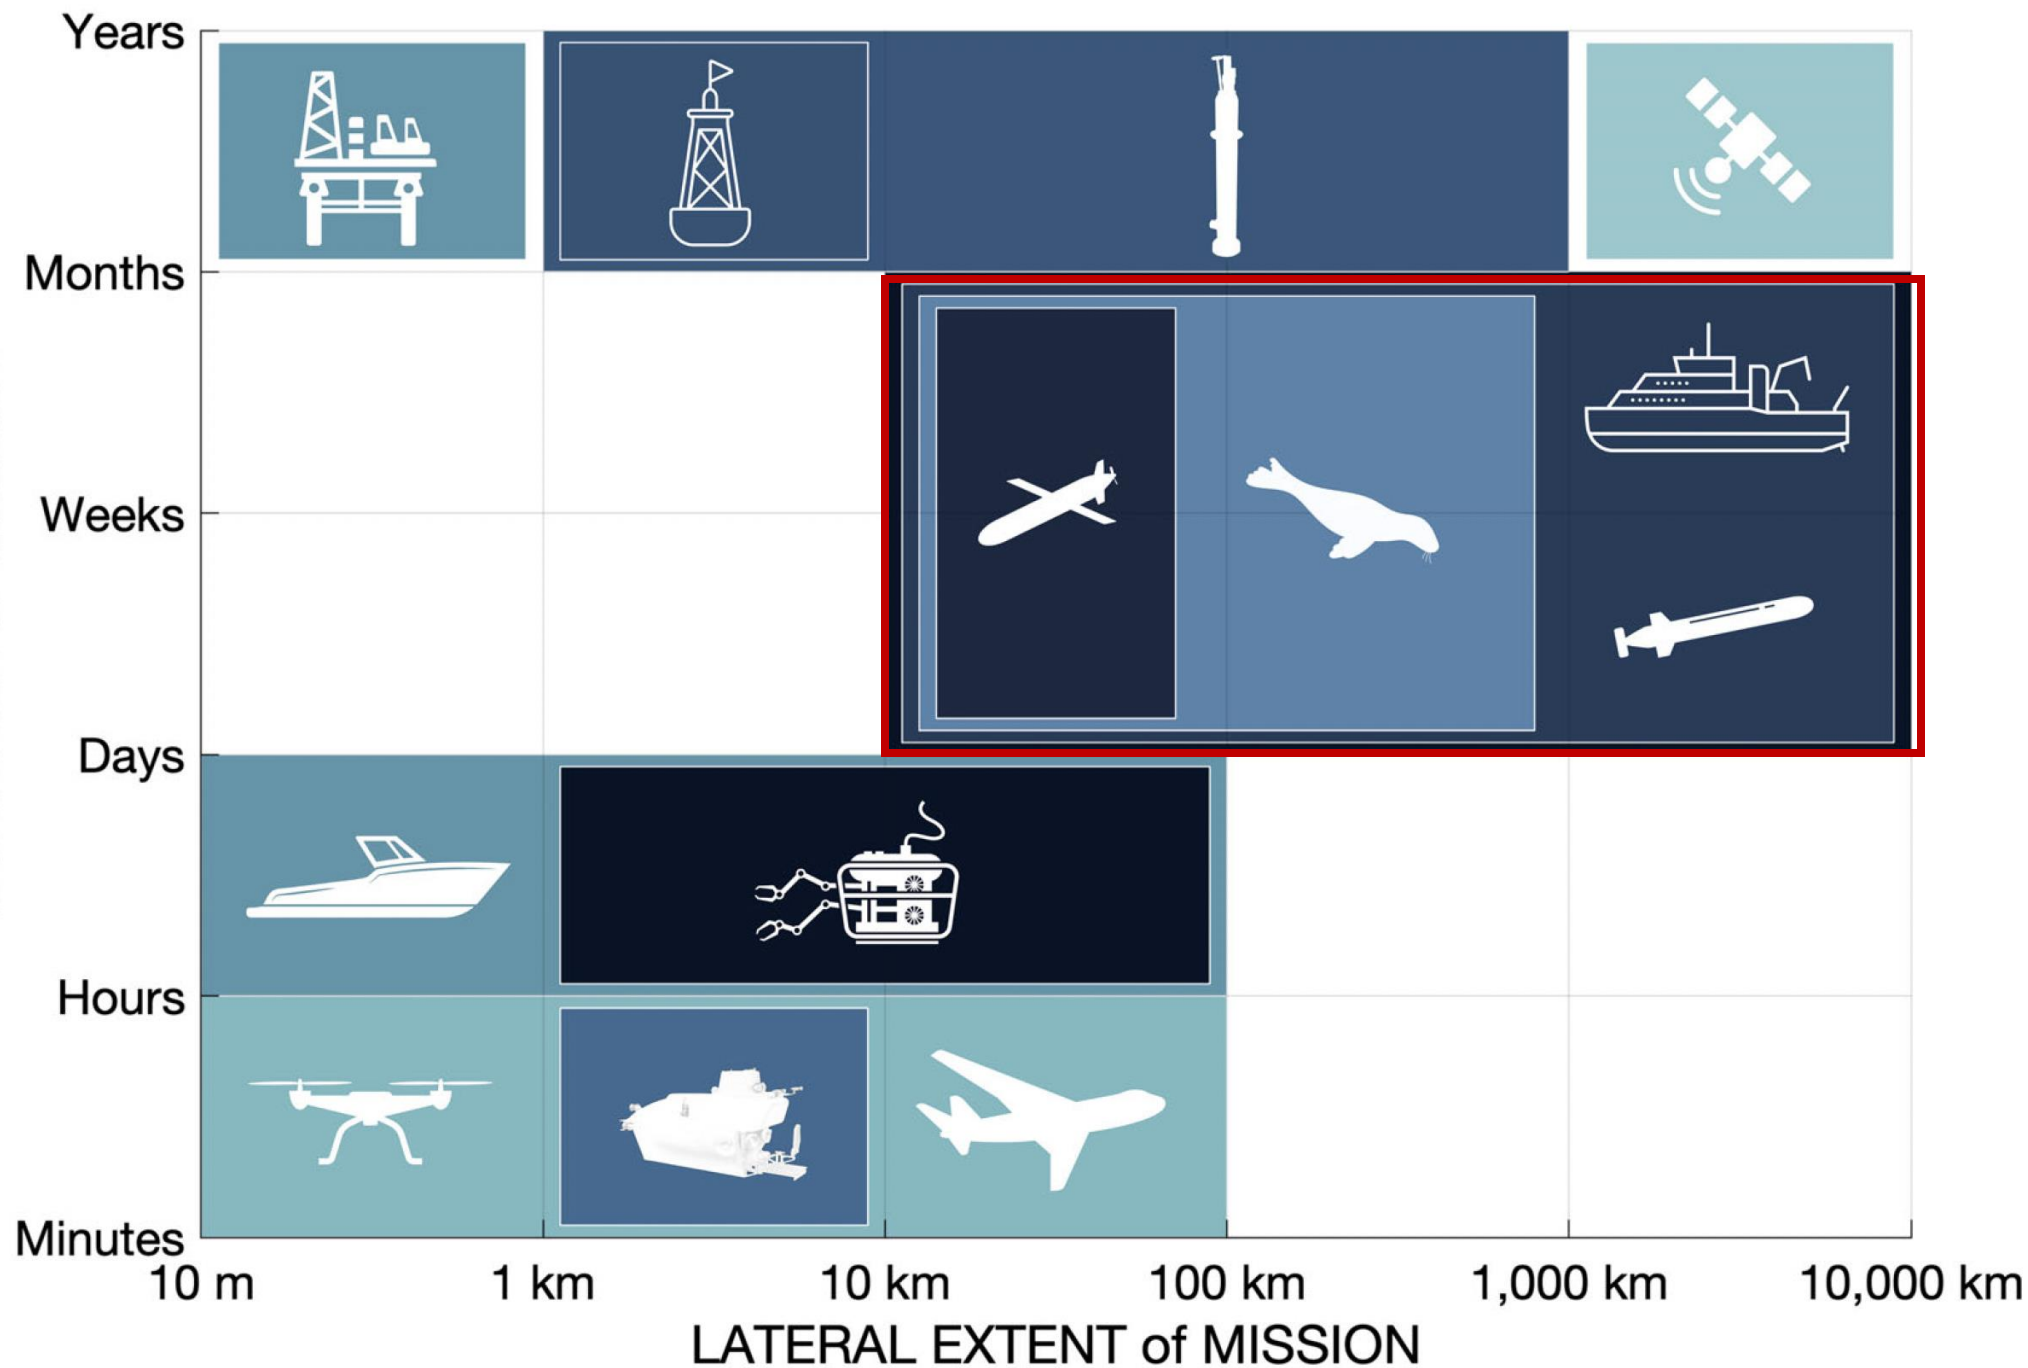 Years
Months
Weeks
Days
Hours
Minutes
10 m 1 km 10 km 100 km 1,000 km 10,000 km
LATERAL EXTENT of MISSION